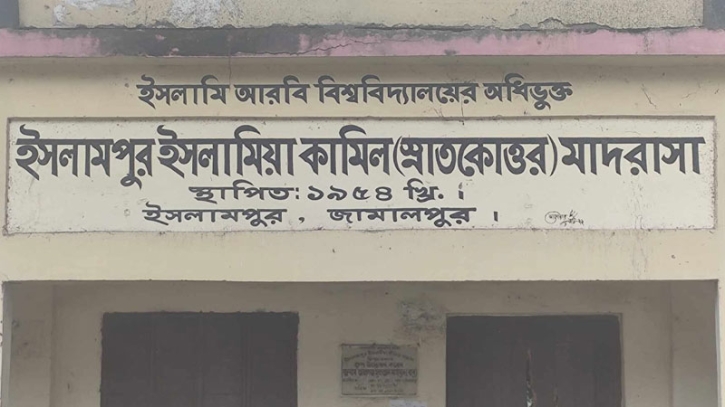 ইসলামি আরবি বিশ্ববিদ্যালয়ের অধিভুক্ত
ইসলামপুর ইসলামিয়া কামিল (স্নাতকোত্তর) মাদরাসা
স্থাপিত: ১৯৫৪ খ্রি. ।
ইসলামপুর, জামালপুর ।